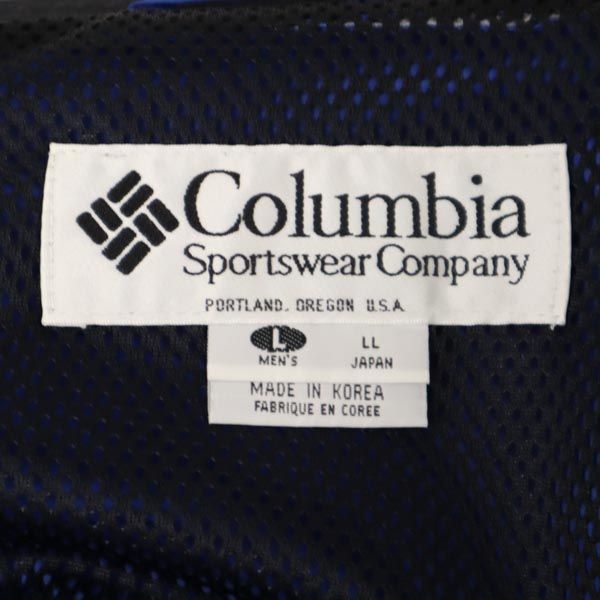 Columbia
Sportswear Company
PORTLAND, OREGON U.S.A.
L LL
MEN'S JAPAN
MADE IN KOREA
FABRIQUE EN COREE